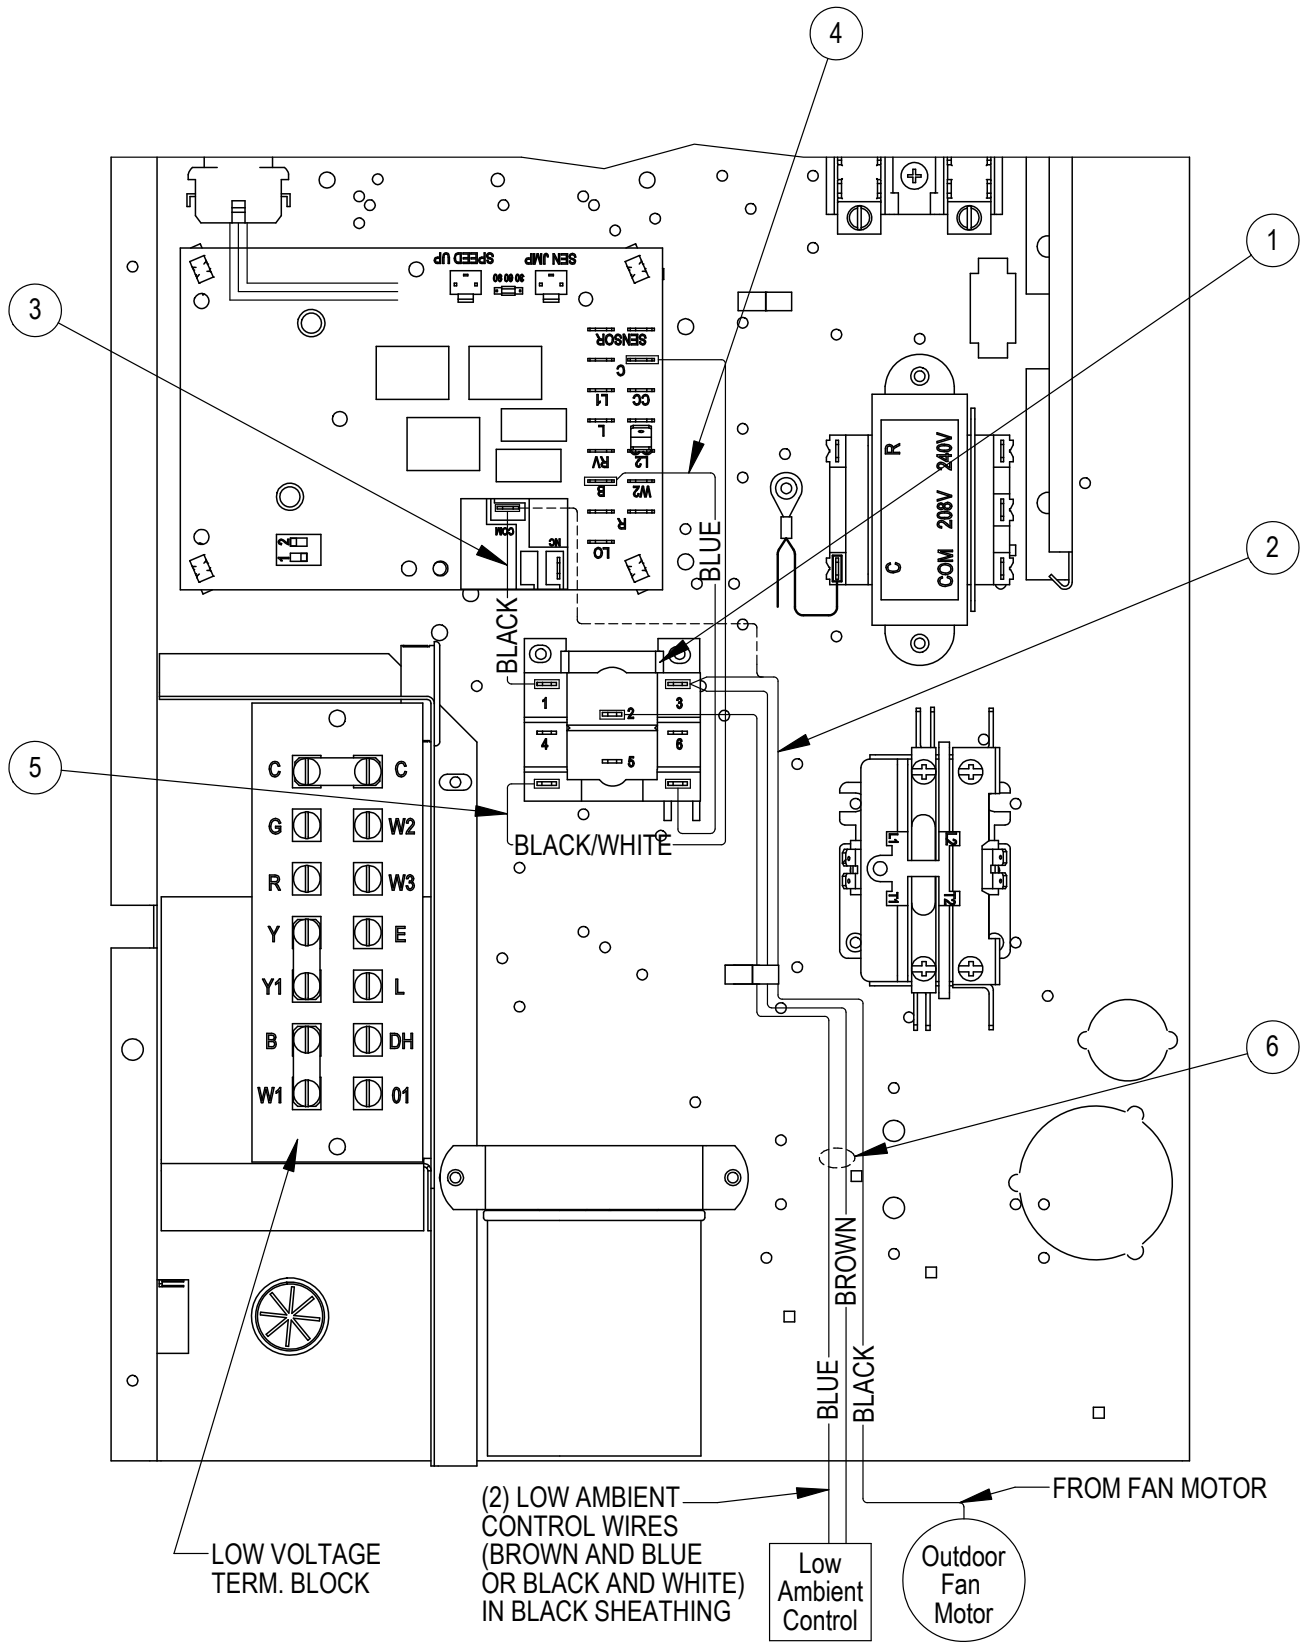 4
1
3
SPEED UP
30 60 90
SEN JMP
SENSOR
C
L1
CC
L
RV
L2
B
W2
R
LO
COM
NC
2
1
BLACK
BLUE
C
R
COM
208V
240V
2
1
2
3
4
5
6
5
BLACK/WHITE
C
C
G
W2
R
W3
Y
E
Y1
L
B
DH
W1
01
L1
L2
T1
T2
6
BLUE
BROWN
BLACK
FROM FAN MOTOR
LOW VOLTAGE
TERM. BLOCK
(2) LOW AMBIENT
CONTROL WIRES
(BROWN AND BLUE
OR BLACK AND WHITE)
IN BLACK SHEATHING
Low
Ambient
Control
Outdoor
Fan
Motor